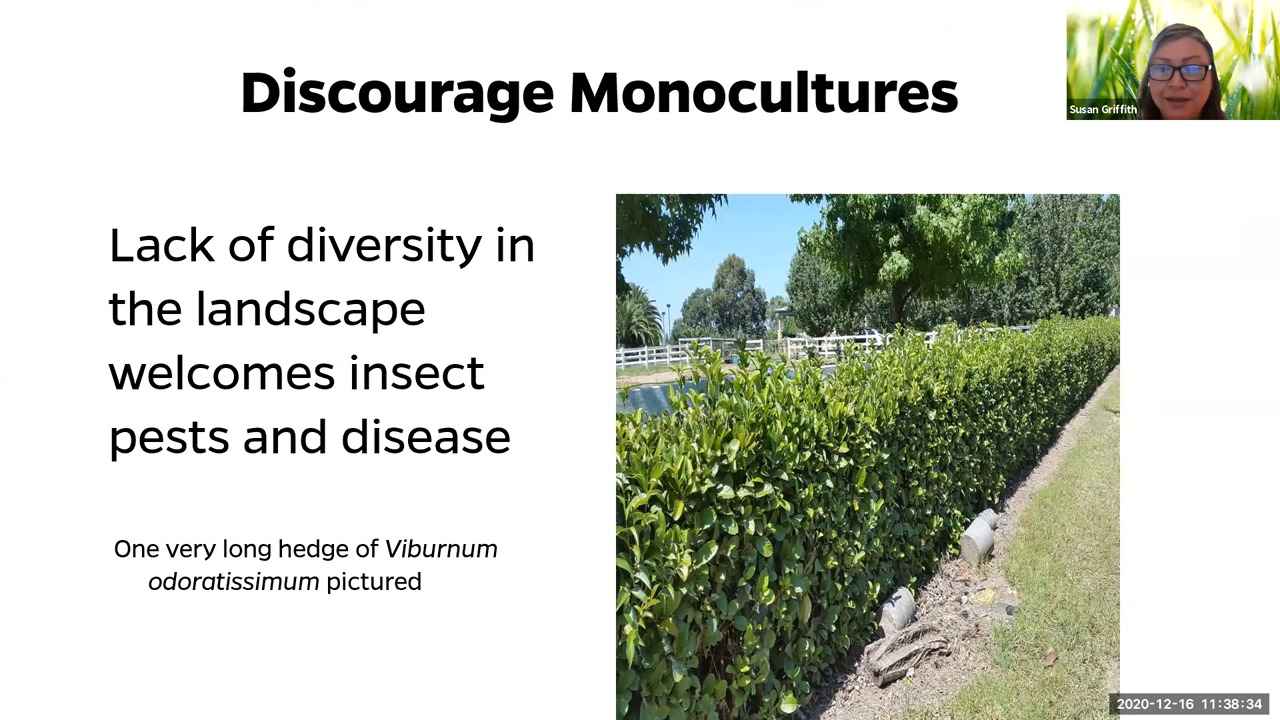 Discourage Monocultures
Susan Griffith
Lack of diversity in
the landscape
welcomes insect
pests and disease
One very long hedge of Viburnum
odoratissimum pictured
2020-12-16 11:38:34